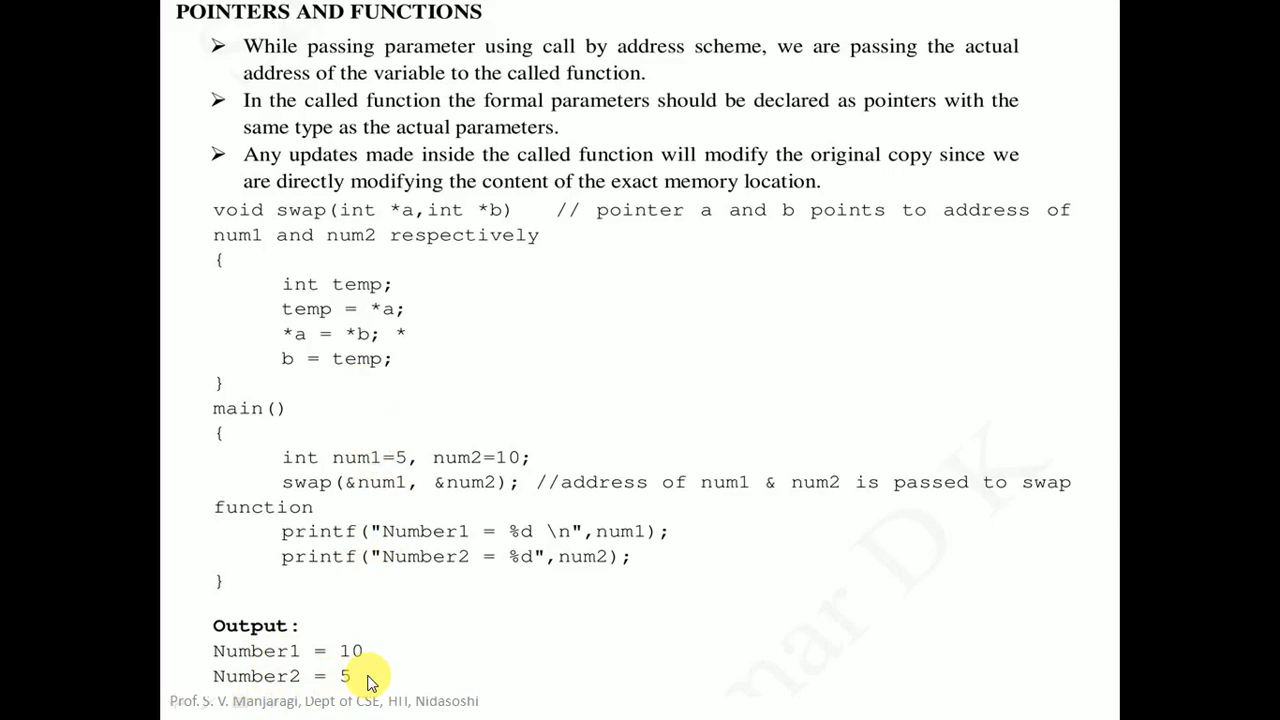 POINTERS AND FUNCTIONS
➢ While passing parameter using call by address scheme, we are passing the actual
address of the variable to the called function.
➢ In the called function the formal parameters should be declared as pointers with the
same type as the actual parameters.
➢ Any updates made inside the called function will modify the original copy since we
are directly modifying the content of the exact memory location.
void swap(int *a,int *b) // pointer a and b points to address of
num1 and num2 respectively
{
int temp;
temp = *a;
*a = *b; *
b = temp;
}
main()
{
int num1=5, num2=10;
swap(&num1, &num2); //address of num1 & num2 is passed to swap
function
printf("Number1 = %d \n",num1);
printf("Number2 = %d",num2);
}
Output:
Number1 = 10
Number2 = 5
Prof. S. V. Manjaragi, Dept of CSE, HIT, Nidasoshi
mar D K